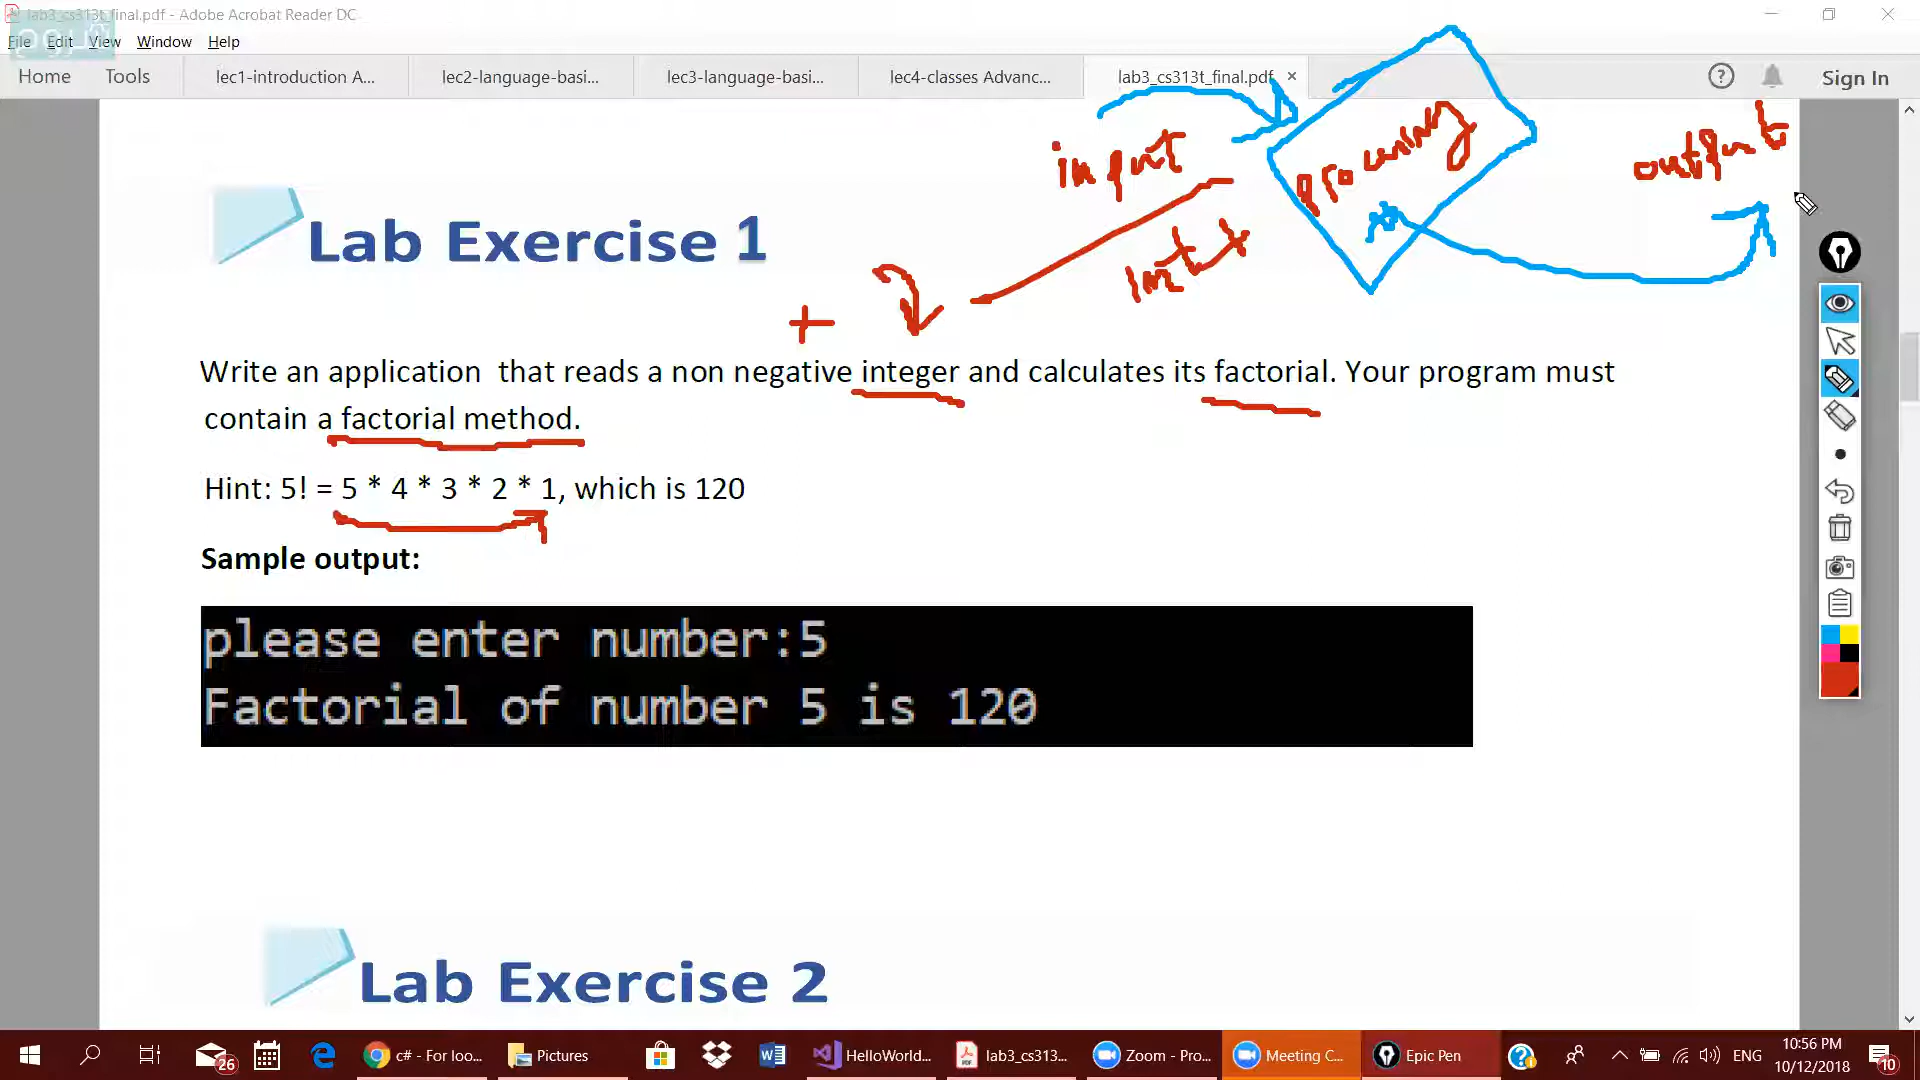 lab3_cs313t_final.pdf - Adobe Acrobat Reader DC
File Edit View Window Help
Home Tools lec1-introduction A... lec2-language-basi... lec3-language-basi... lec4-classes Advanc... lab3_cs313t_final.pdf × ? Sign In
input
processing
output
int x
Lab Exercise 1
+
Write an application that reads a non negative integer and calculates its factorial. Your program must
contain a factorial method.
Hint: 5! = 5 * 4 * 3 * 2 * 1, which is 120
Sample output:
please enter number:5
Factorial of number 5 is 120
Lab Exercise 2
26 c# - For loo... Pictures HelloWorld... lab3_cs313... Zoom - Pro... Meeting C... Epic Pen ENG 10:56 PM
10/12/2018 10